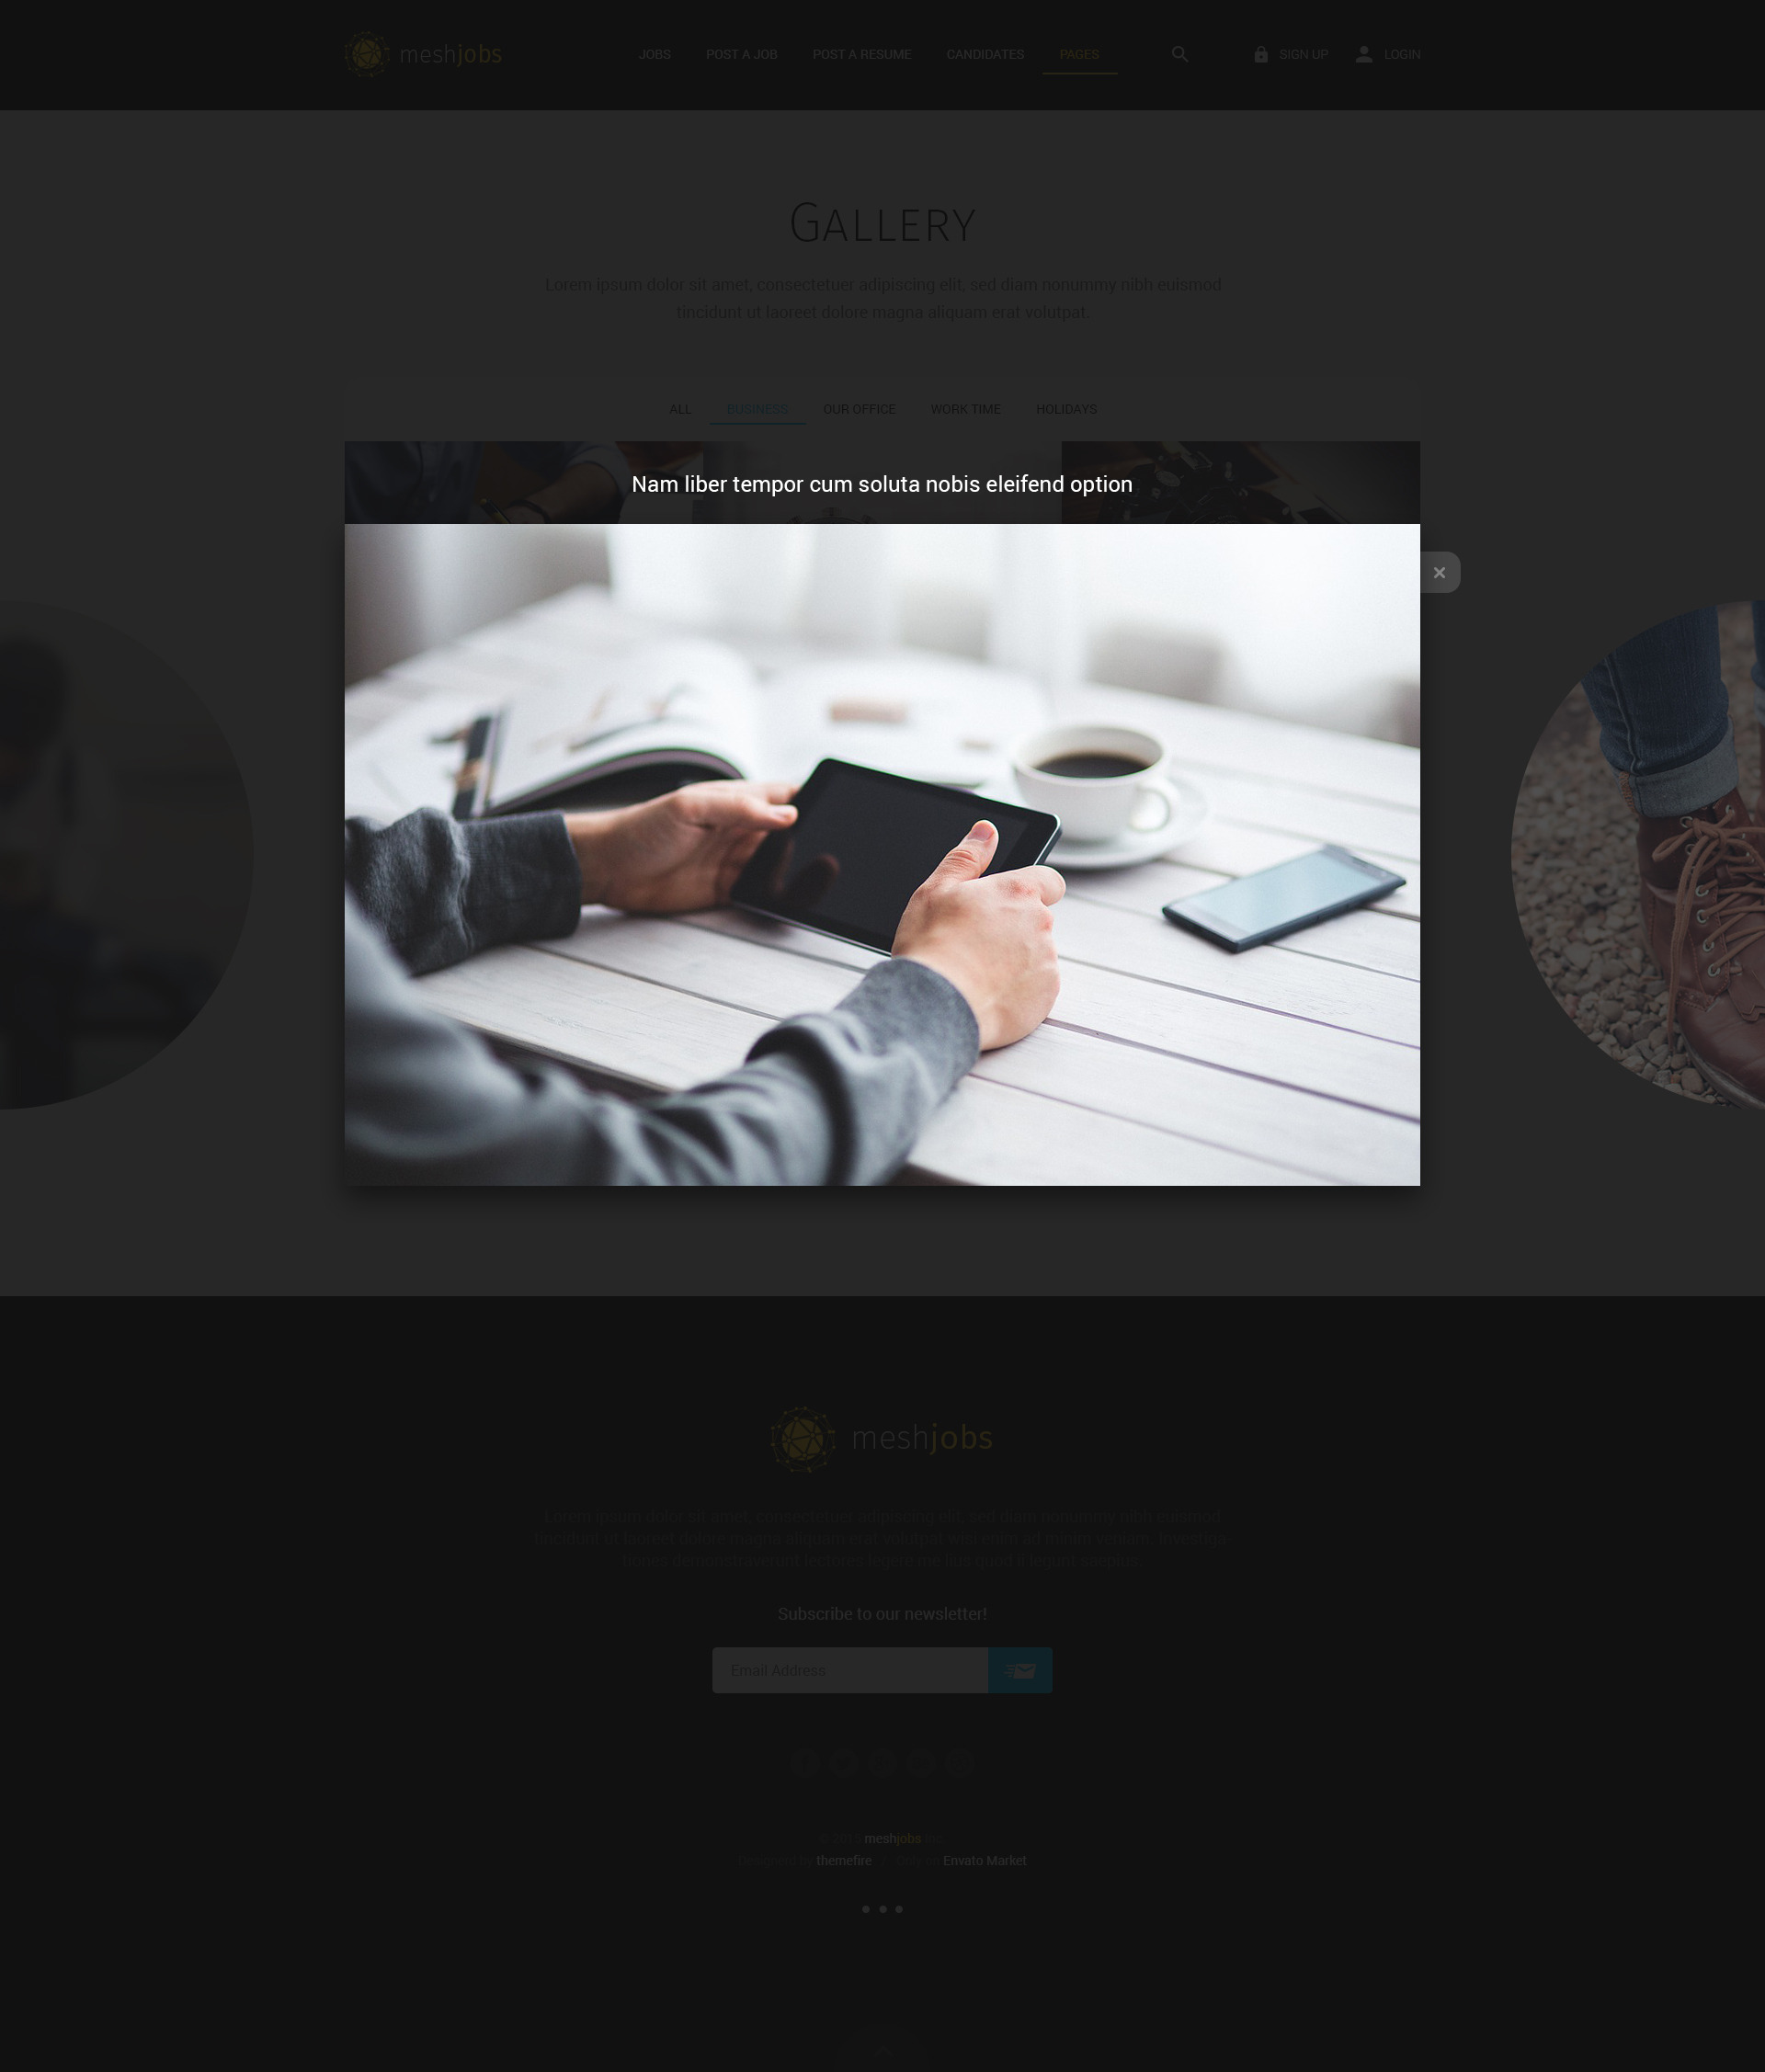 meshjobs
JOBS POST A JOB POST A RESUME CANDIDATES PAGES SIGN UP LOGIN
GALLERY
Lorem ipsum dolor sit amet, consectetuer adipiscing elit, sed diam nonummy nibh euismod
tincidunt ut laoreet dolore magna aliquam erat volutpat.
ALL BUSINESS OUR OFFICE WORK TIME HOLIDAYS
Nam liber tempor cum soluta nobis eleifend option
meshjobs
Lorem ipsum dolor sit amet, consectetuer adipiscing elit, sed diam nonummy nibh euismod
tincidunt ut laoreet dolore magna aliquam erat volutpat wisi enim ad minim veniam. Investiga-
tiones demonstraverunt lectores legere me lius quod ii legunt saepius.
Subscribe to our newsletter!
Email Address
meshjobs
Designed by themefire Only on Envato Market